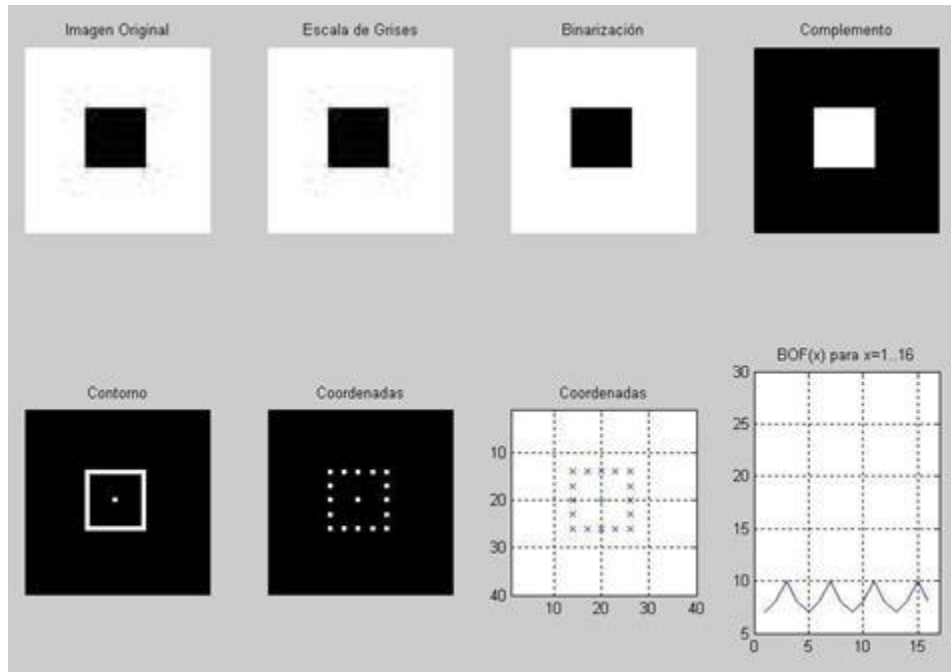 Imagen Original
Escala de Grises
Binarización
Complemento
Contorno
Coordenadas
Coordenadas
10
20
30
40
10
20
30
40
BOF(x) para x=1..16
30
25
20
15
10
5
0
5
10
15